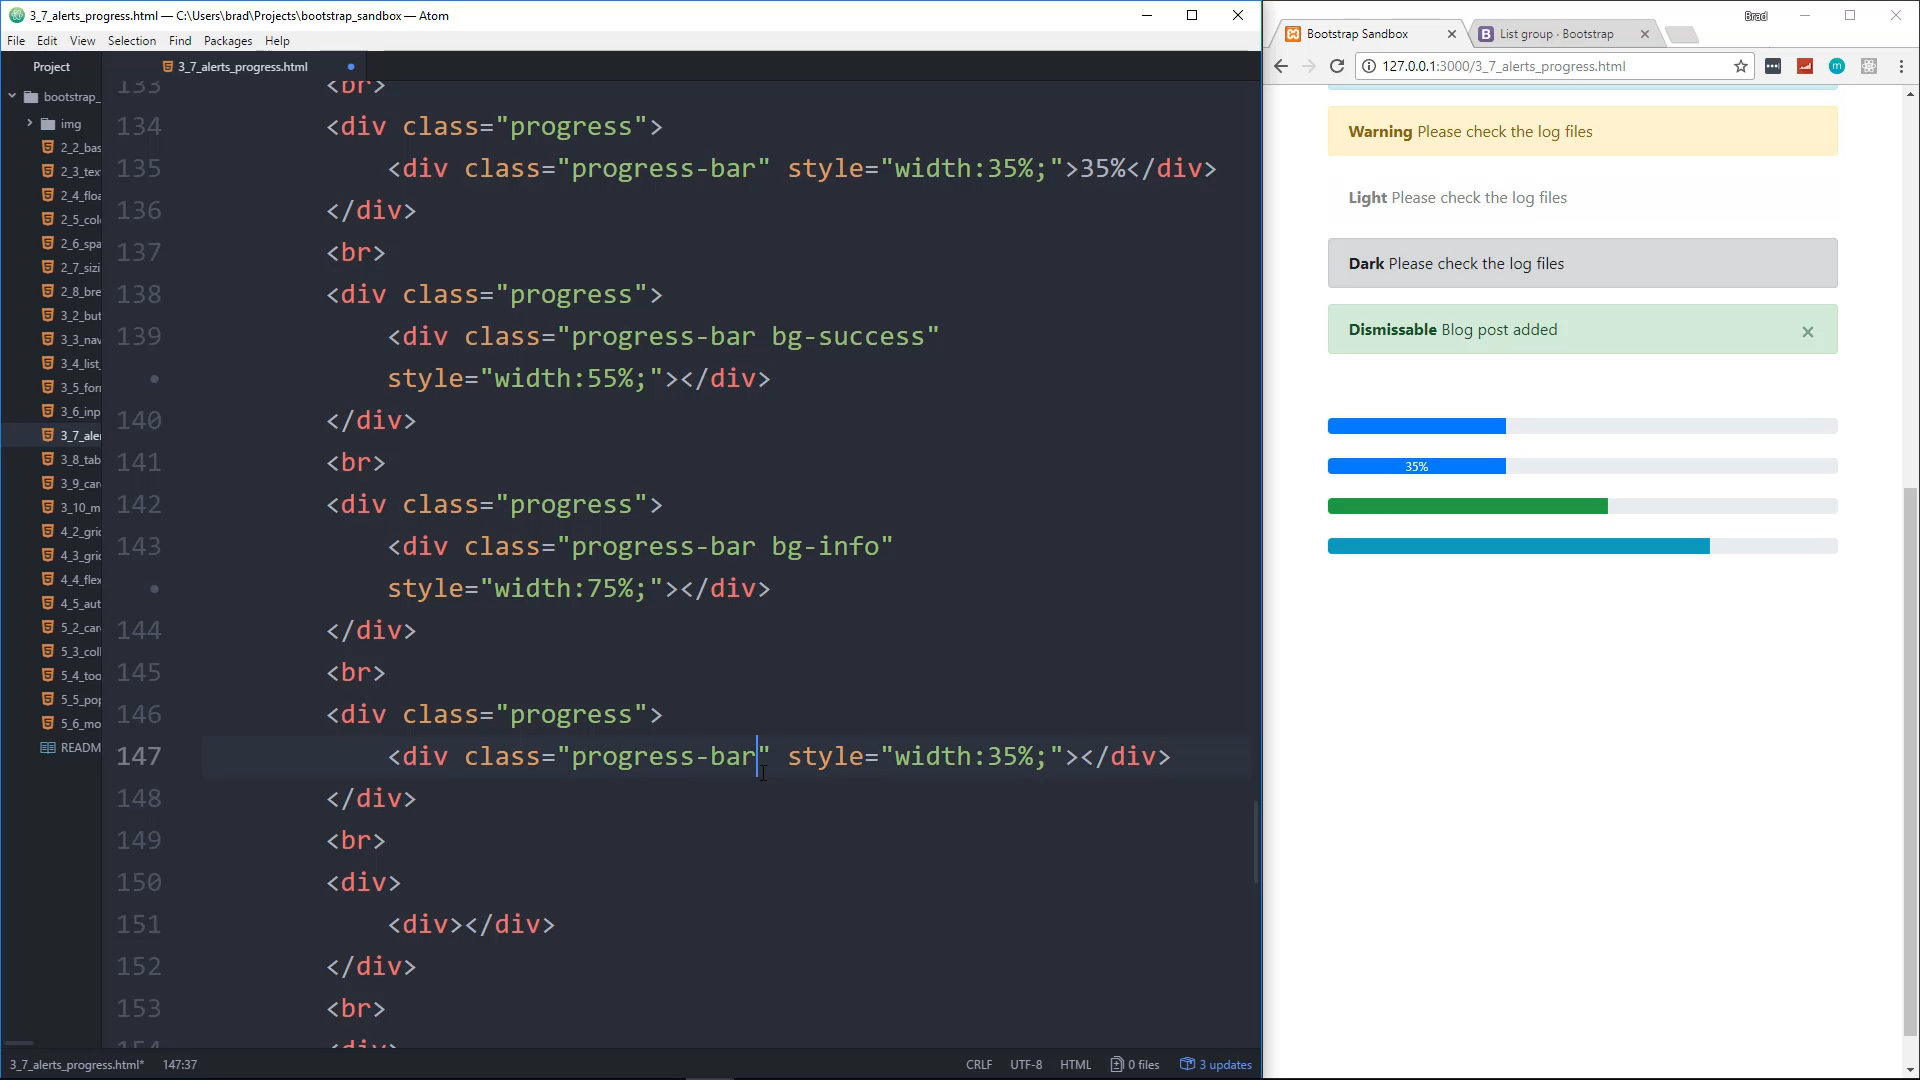 3_7_alerts_progress.html — C:\Users\brad\Projects\bootstrap_sandbox — Atom
File Edit View Selection Find Packages Help
Project
bootstrap_
img
2_2_bas
2_3_tex
2_4_floa
2_5_col
2_6_spa
2_7_sizi
2_8_bre
3_2_but
3_3_nav
3_4_list_
3_5_for
3_6_inp
3_7_aler
3_8_tab
3_9_car
3_10_m
4_2_grid
4_3_grid
4_4_flex
4_5_aut
5_2_car
5_3_coll
5_4_too
5_5_pop
5_6_mo
READM
3_7_alerts_progress.html
133 <br>
134 <div class="progress">
135 <div class="progress-bar" style="width:35%;">35%</div>
136 </div>
137 <br>
138 <div class="progress">
139 <div class="progress-bar bg-success"
style="width:55%;"></div>
140 </div>
141 <br>
142 <div class="progress">
143 <div class="progress-bar bg-info"
style="width:75%;"></div>
144 </div>
145 <br>
146 <div class="progress">
147 <div class="progress-bar" style="width:35%;"></div>
148 </div>
149 <br>
150 <div>
151 <div></div>
152 </div>
153 <br>
154 <div>
3_7_alerts_progress.html* 147:37 CRLF UTF-8 HTML 0 files 3 updates
Brad
Bootstrap Sandbox
List group · Bootstrap
127.0.0.1:3000/3_7_alerts_progress.html
Warning Please check the log files
Light Please check the log files
Dark Please check the log files
Dismissable Blog post added ×
35%